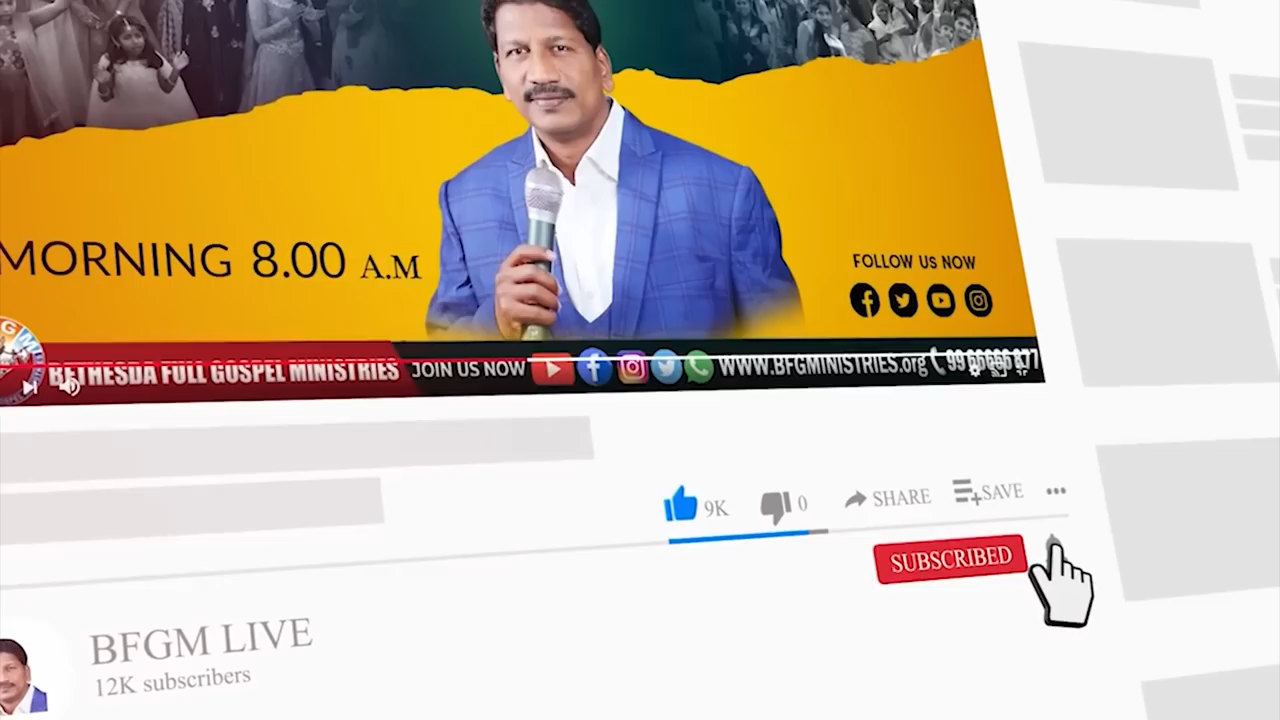 MORNING 8.00 A.M
FOLLOW US NOW
BETHESDA FULL GOSPEL MINISTRIES JOIN US NOW WWW.BFGMINISTRIES.org
9K 0 SHARE SAVE
SUBSCRIBED
BFGM LIVE
12K subscribers